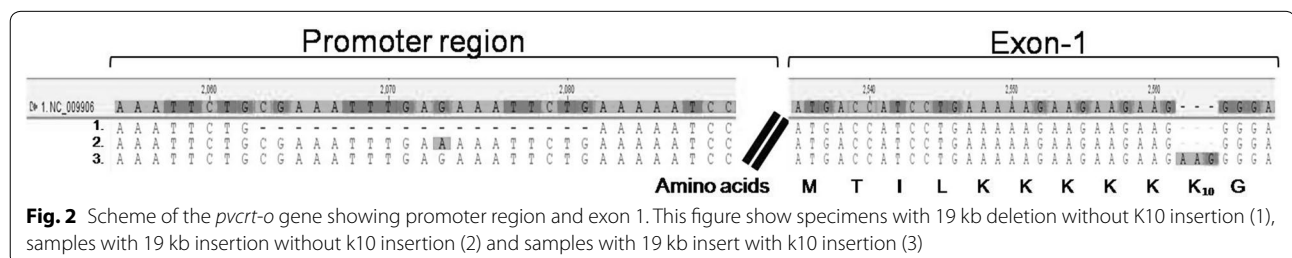 Promoter region Exon-1
2,060 2,070 2,080 2,540 2,550 2,560
1. NC_009906 A A A T T C T G C G A A A T T T G A G A A A T T C T G A A A A A T C C A T G A C C A T C C T G A A A A A G A A G A A G A A G - - - G G G A
1. A A A T T C T G - - - - - - - - - - - - - - - - - - - A A A A A T C C A T G A C C A T C C T G A A A A A G A A G A A G A A G - - - G G G A
2. A A A T T C T G C G A A A T T T G A A A A A T T C T G A A A A A T C C A T G A C C A T C C T G A A A A A G A A G A A G A A G - - - G G G A
3. A A A T T C T G C G A A A T T T G A G A A A T T C T G A A A A A T C C A T G A C C A T C C T G A A A A A G A A G A A G A A G A A G G G G A
Amino acids M T I L K K K K K K₁₀ G
Fig. 2 Scheme of the pvcrt-o gene showing promoter region and exon 1. This figure show specimens with 19 kb deletion without K10 insertion (1),
samples with 19 kb insertion without k10 insertion (2) and samples with 19 kb insert with k10 insertion (3)